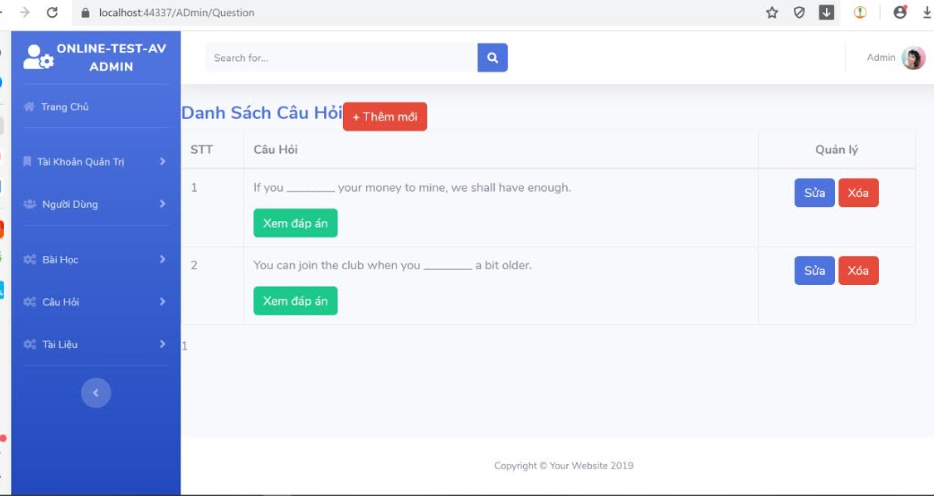 localhost:44337/ADmin/Question
ONLINE-TEST-AV
ADMIN
Search for...
Admin
Trang Chủ
Tài Khoản Quản Trị
Người Dùng
Bài Học
Câu Hỏi
Tài Liệu
Danh Sách Câu Hỏi
+ Thêm mới
STT Câu Hỏi Quản lý
1 If you ________ your money to mine, we shall have enough. Sửa Xóa
Xem đáp án
2 You can join the club when you ________ a bit older. Sửa Xóa
Xem đáp án
1
Copyright © Your Website 2019